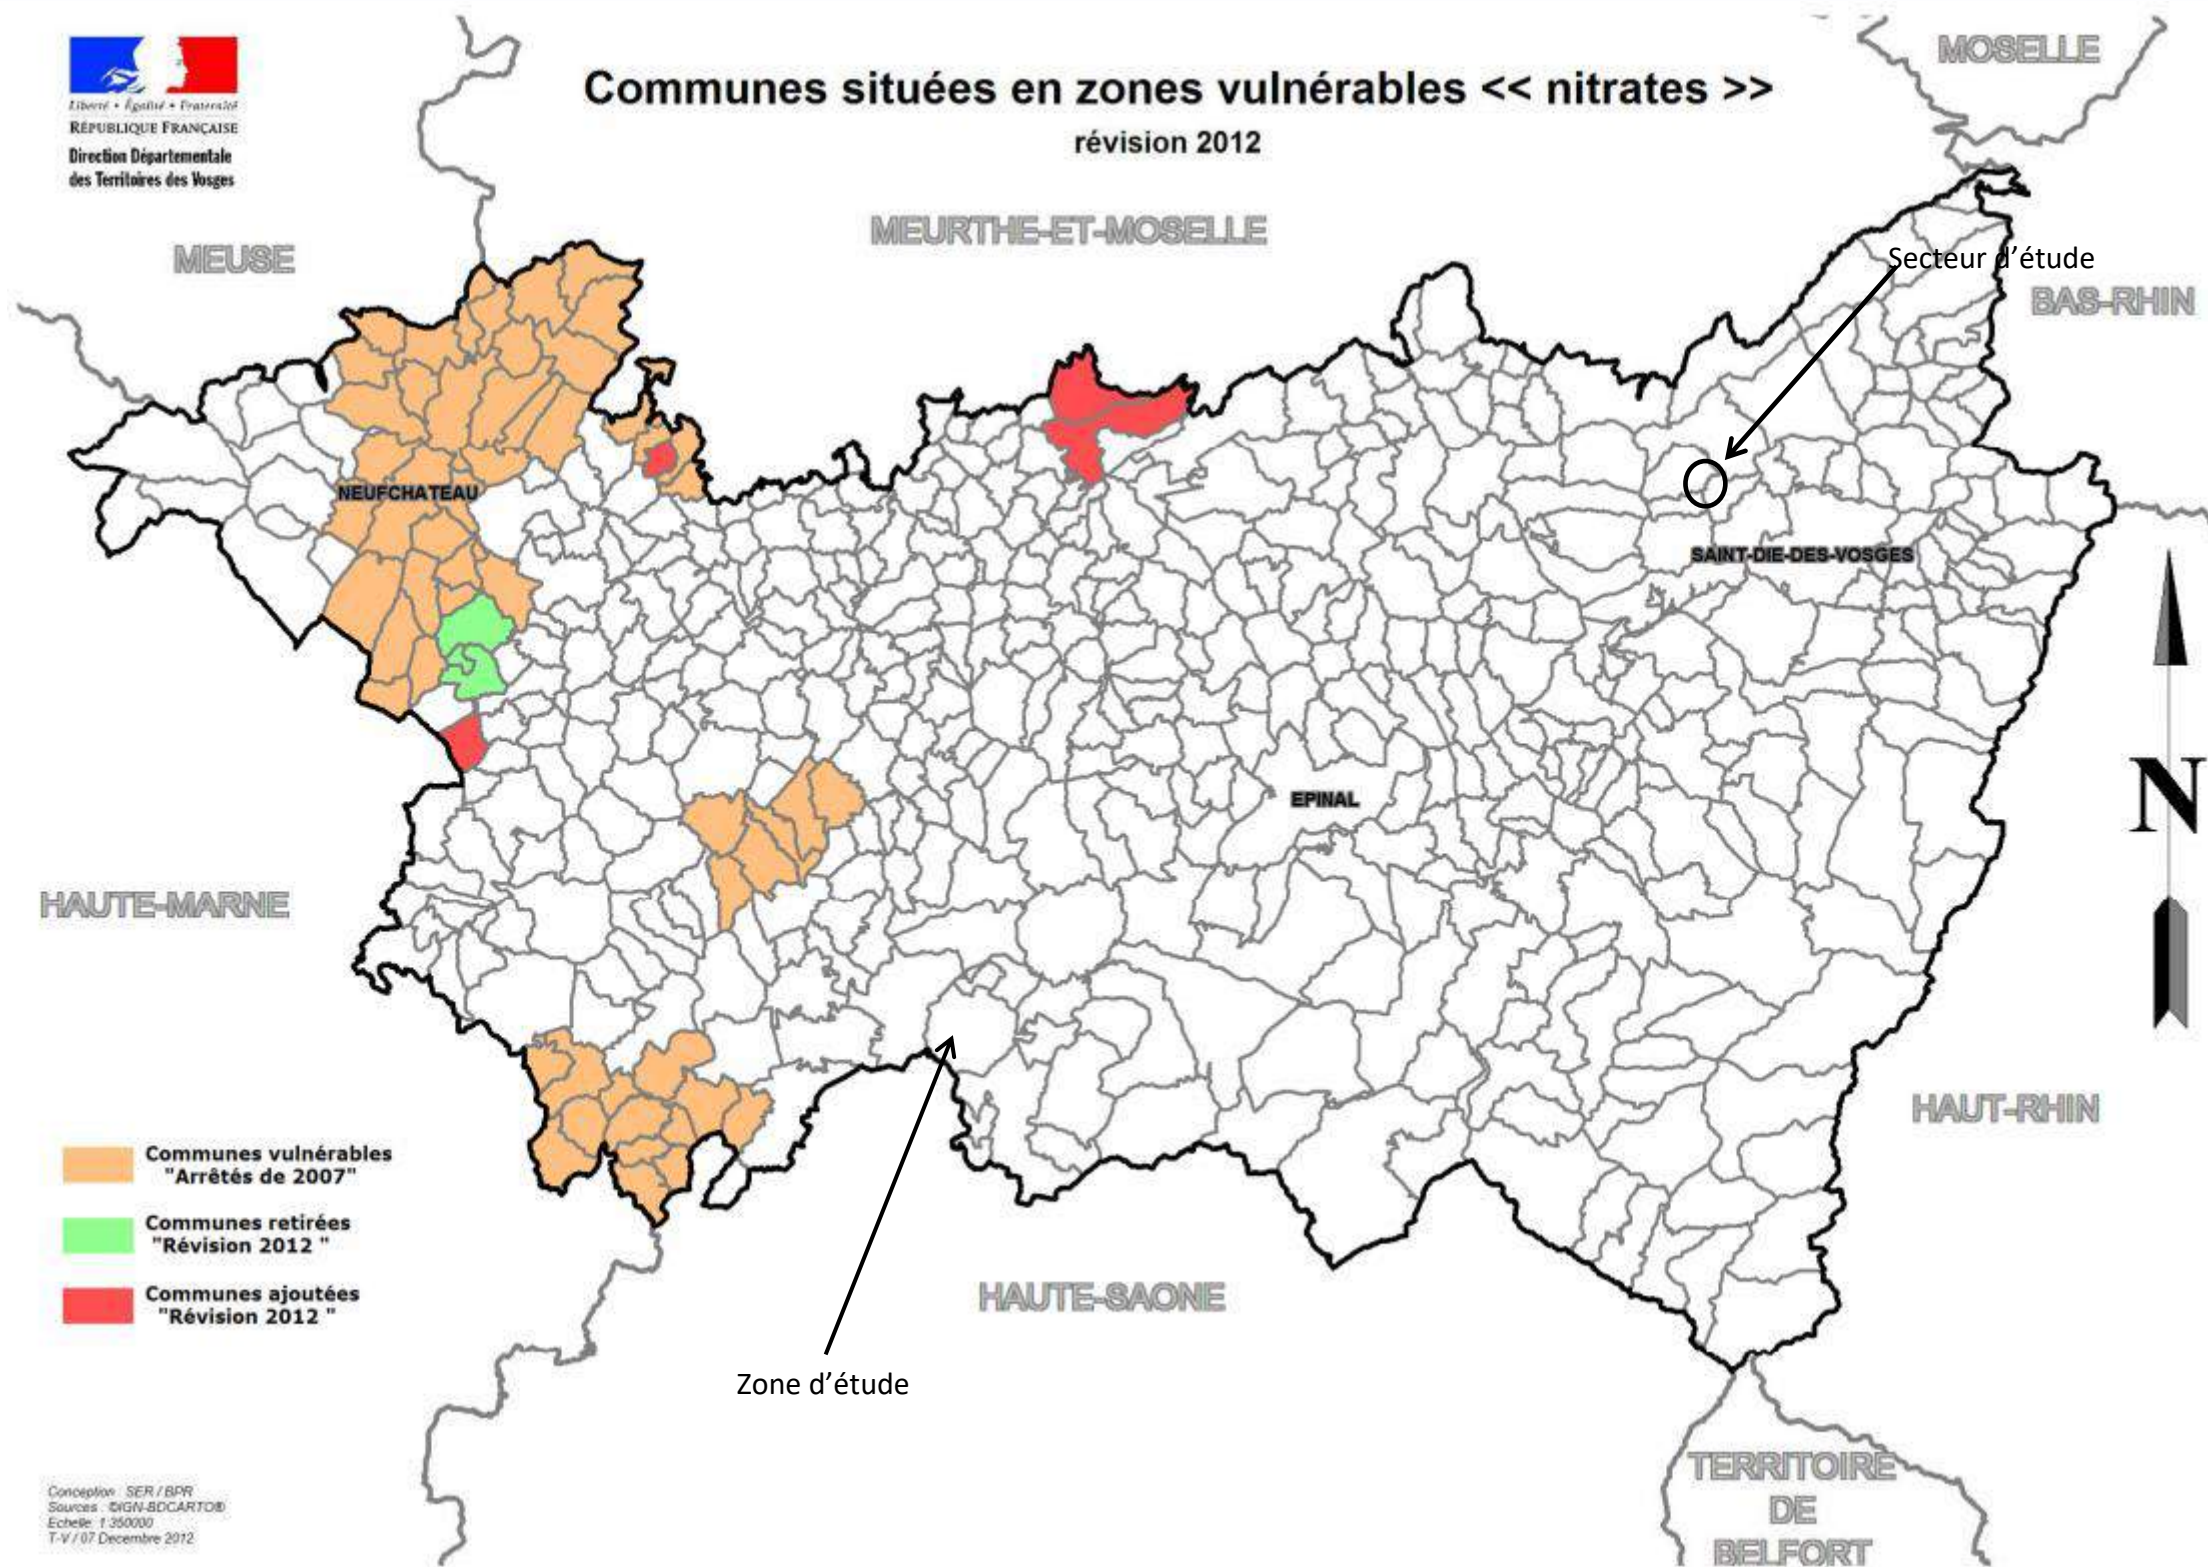 MOSELLE
Communes situées en zones vulnérables << nitrates >>
révision 2012
Liberté • Égalité • Fraternité
RÉPUBLIQUE FRANÇAISE
Direction Départementale
des Territoires des Vosges
MEURTHE-ET-MOSELLE
MEUSE
Secteur d'étude
BAS-RHIN
NEUFCHATEAU
SAINT-DIE-DES-VOSGES
EPINAL
N
HAUTE-MARNE
HAUT-RHIN
Communes vulnérables
"Arrêtés de 2007"
Communes retirées
"Révision 2012 "
Communes ajoutées
"Révision 2012 "
HAUTE-SAONE
Zone d'étude
TERRITOIRE
DE
BELFORT
Conception : SER / BPR
Sources : ©IGN-BDCARTO®
Echelle: 1:350000
T-V / 07 Decembre 2012